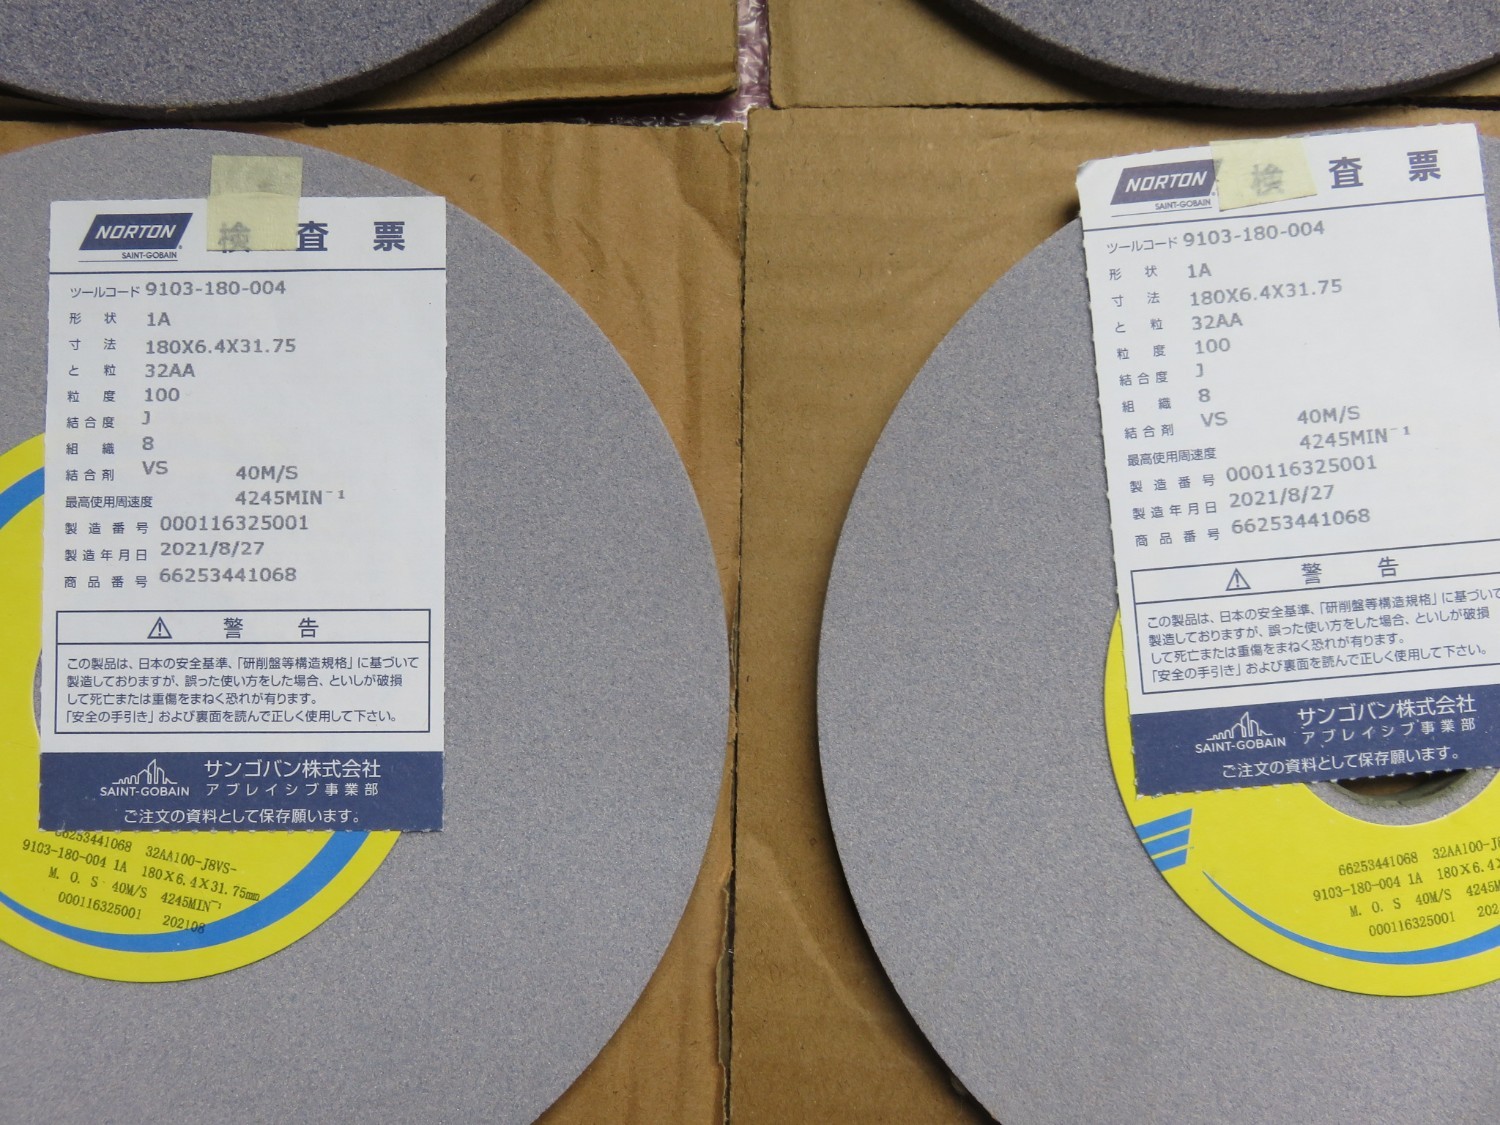 NORTON
SAINT-GOBAIN
検査票
ツールコード 9103-180-004
形状 1A
寸法 180X6.4X31.75
と粒 32AA
粒度 100
結合度 J
組織 8
結合剤 VS 40M/S
最高使用周速度 4245MIN⁻¹
製造番号 000116325001
製造年月日 2021/8/27
商品番号 66253441068
⚠ 警告
この製品は、日本の安全基準、「研削盤等構造規格」に基づいて
製造しておりますが、誤った使い方をした場合、といしが破損
して死亡または重傷をまねく恐れが有ります。
「安全の手引き」および裏面を読んで正しく使用して下さい。
SAINT-GOBAIN
サンゴバン株式会社
アブレイシブ事業部
ご注文の資料として保存願います。
66253441068 32AA100-J8VS-
9103-180-004 1A 180×6.4×31.75mm
M.O.S 40M/S 4245MIN⁻¹
000116325001 202108
NORTON
SAINT-GOBAIN
検査票
ツールコード 9103-180-004
形状 1A
寸法 180X6.4X31.75
と粒 32AA
粒度 100
結合度 J
組織 8
結合剤 VS 40M/S
最高使用周速度 4245MIN⁻¹
製造番号 000116325001
製造年月日 2021/8/27
商品番号 66253441068
⚠ 警告
この製品は、日本の安全基準、「研削盤等構造規格」に基づいて
製造しておりますが、誤った使い方をした場合、といしが破損
して死亡または重傷をまねく恐れが有ります。
「安全の手引き」および裏面を読んで正しく使用して下さい。
SAINT-GOBAIN
サンゴバン株式会社
アブレイシブ事業部
ご注文の資料として保存願います。
66253441068 32AA100-J
9103-180-004 1A 180×6.4
M.O.S 40M/S 4245M
000116325001 202